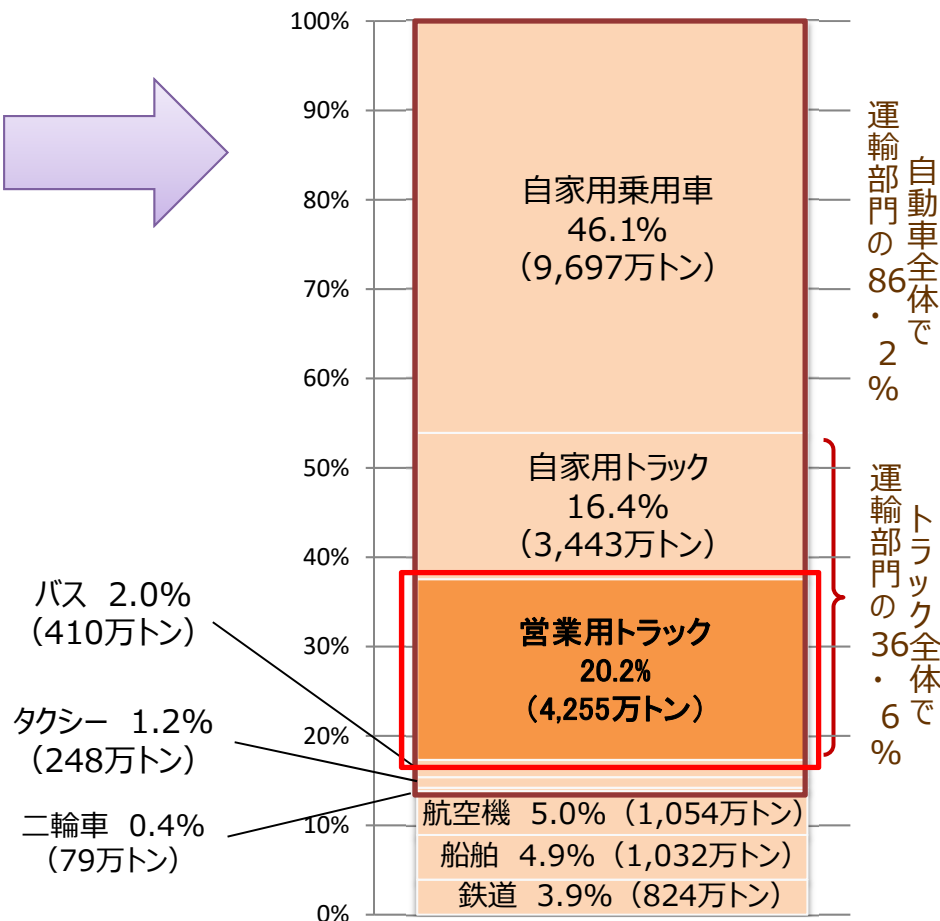 100%
90%
80%
70%
60%
50%
40%
30%
20%
10%
0%
自家用乗用車
46.1%
（9,697万トン）
自家用トラック
16.4%
（3,443万トン）
営業用トラック
20.2%
（4,255万トン）
バス 2.0%
（410万トン）
タクシー 1.2%
（248万トン）
二輪車 0.4%
（79万トン）
航空機 5.0%（1,054万トン）
船舶 4.9%（1,032万トン）
鉄道 3.9%（824万トン）
自動車全体で
運輸部門の86・2%
トラック全体で
運輸部門の36・6%